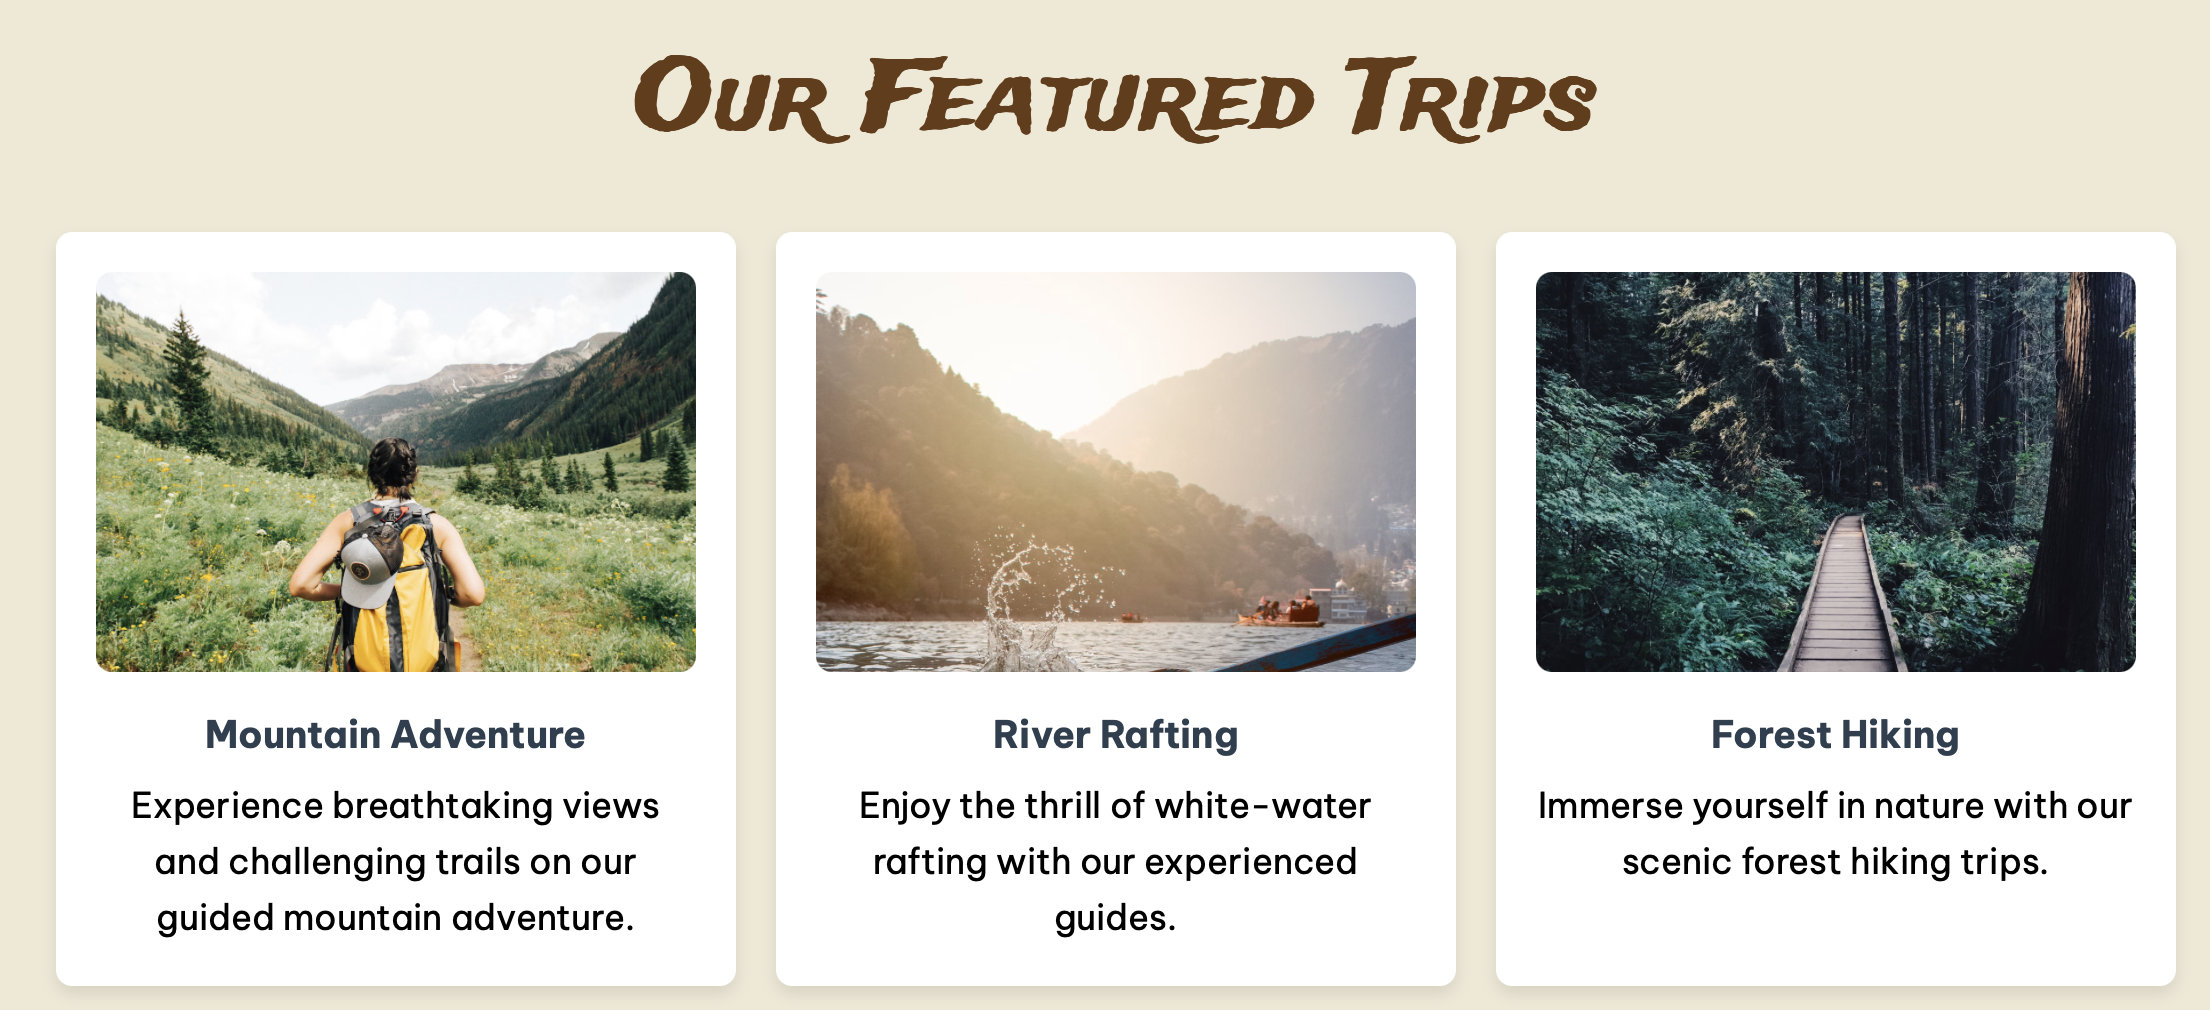 Our Featured Trips
Mountain Adventure
Experience breathtaking views
and challenging trails on our
guided mountain adventure.
River Rafting
Enjoy the thrill of white-water
rafting with our experienced
guides.
Forest Hiking
Immerse yourself in nature with our
scenic forest hiking trips.